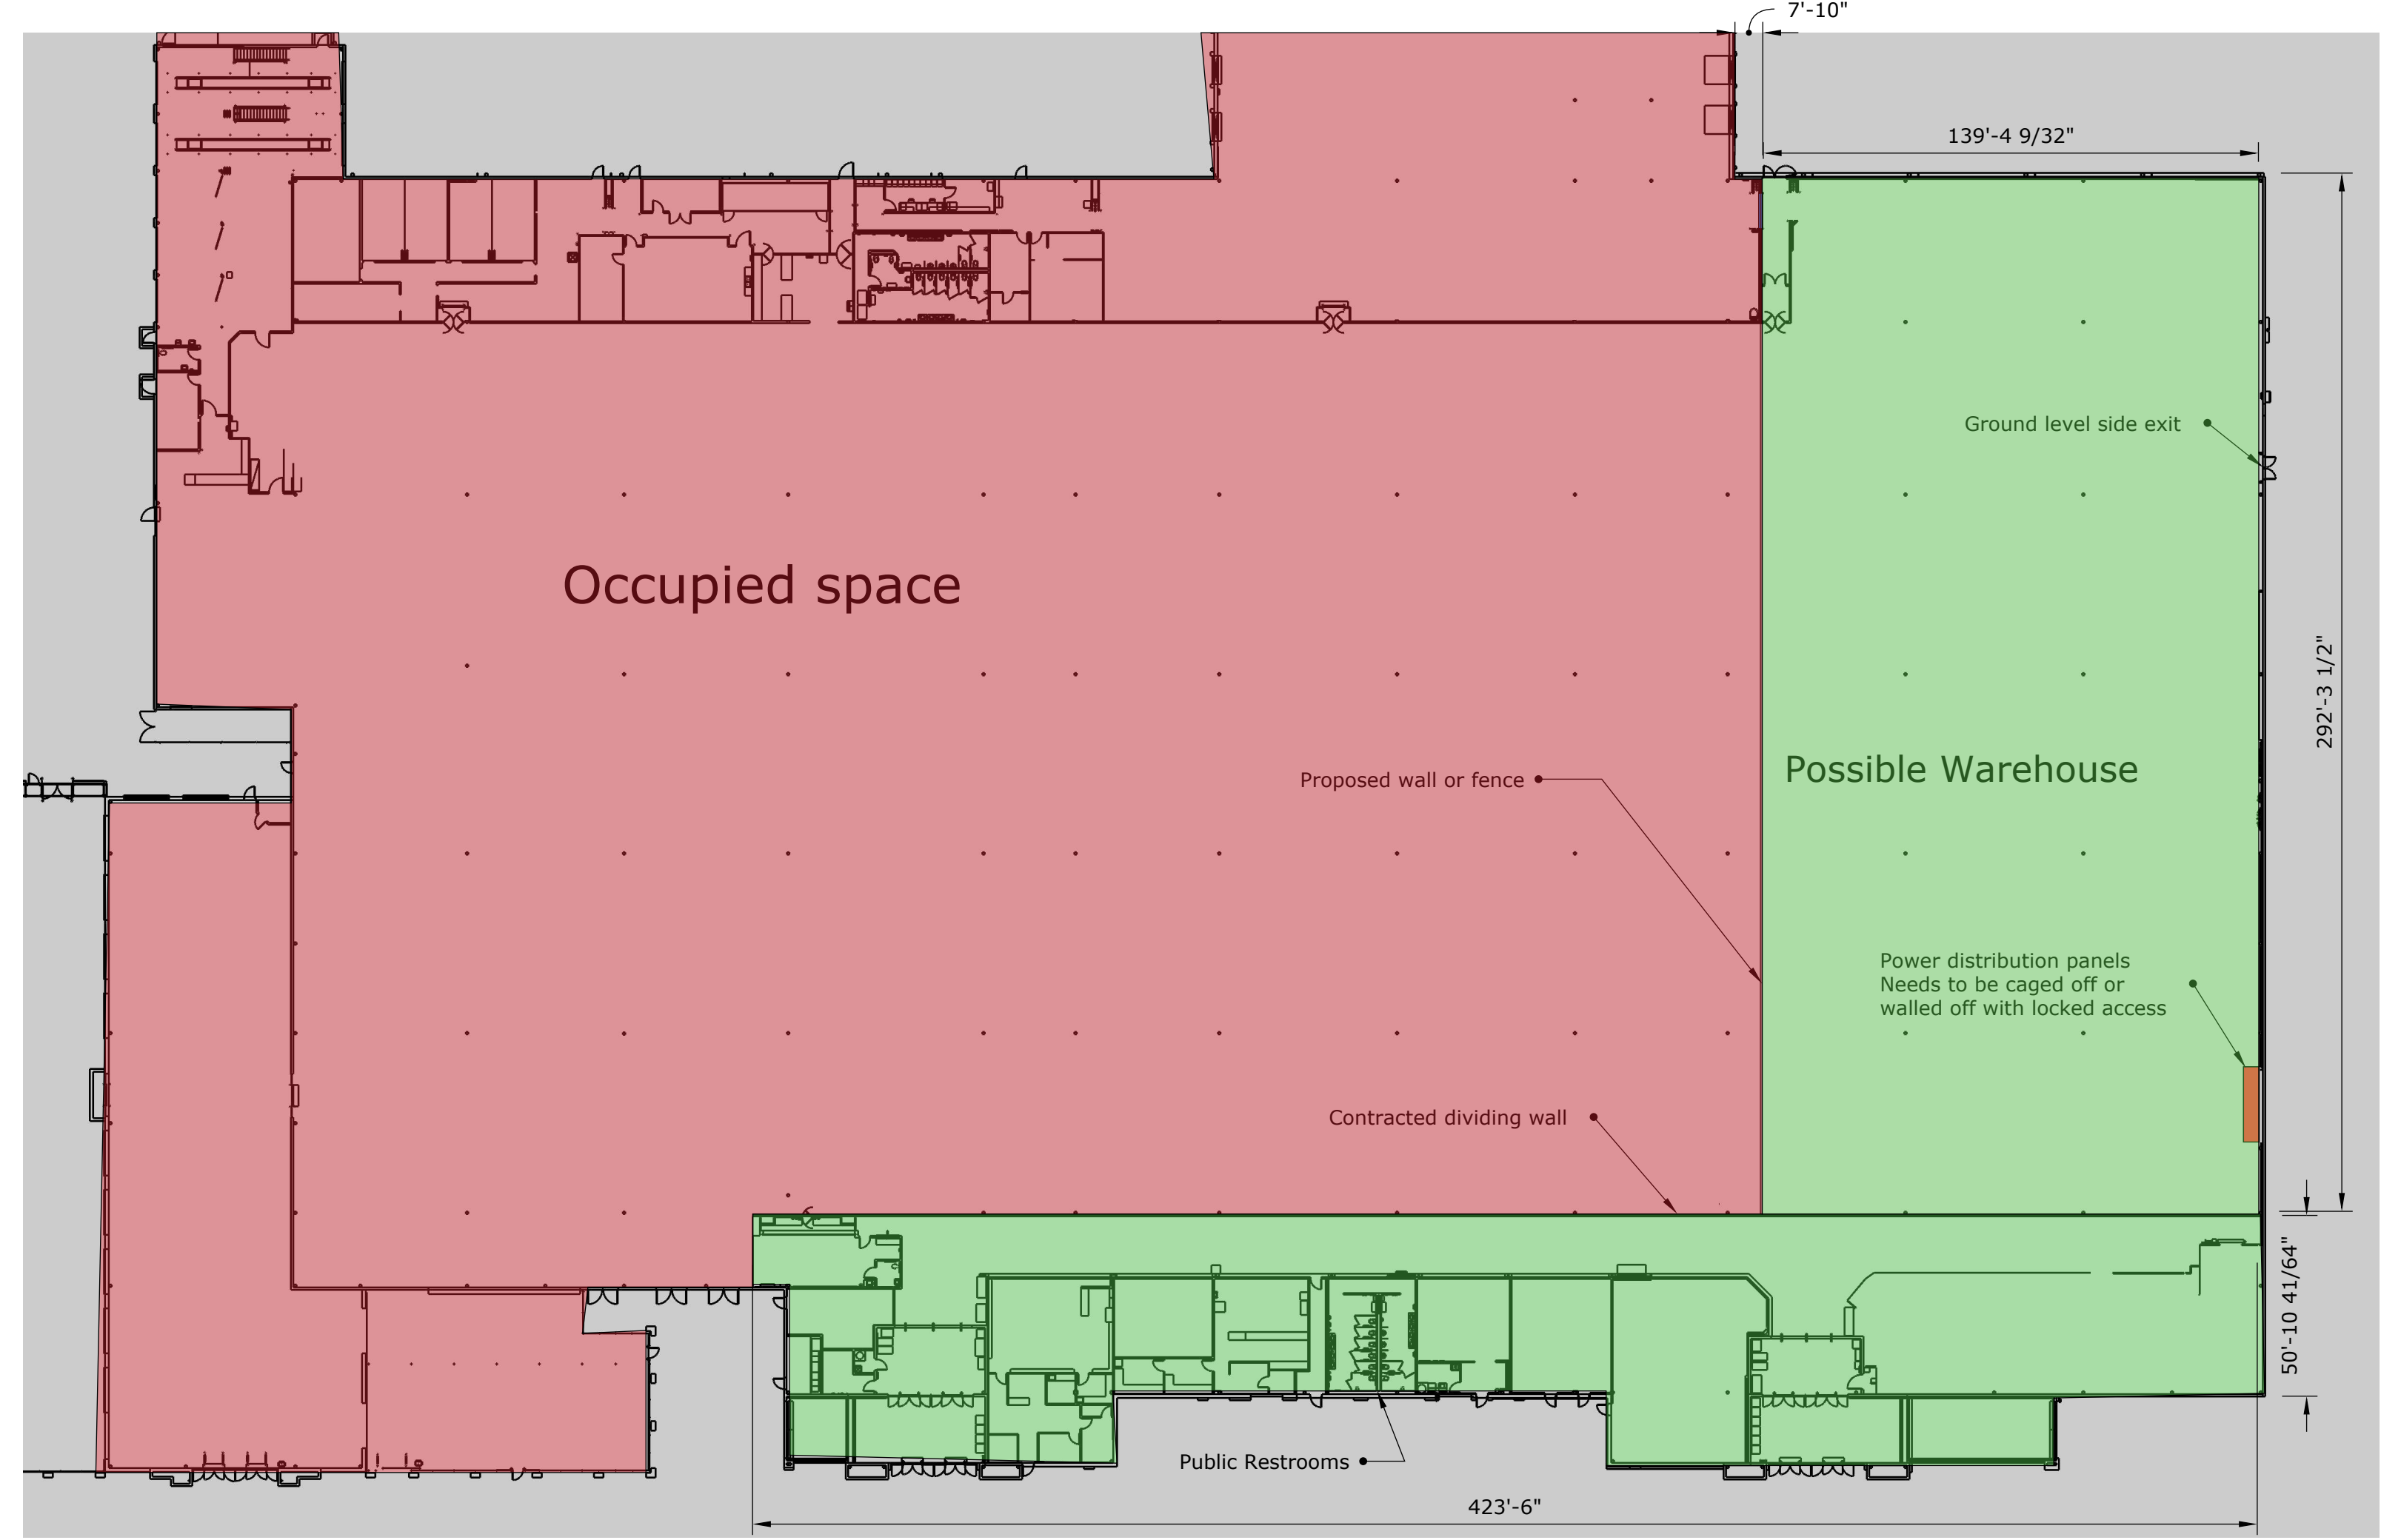 7'-10"
139'-4 9/32"
Ground level side exit
Occupied space
292'-3 1/2"
Possible Warehouse
Proposed wall or fence
Power distribution panels
Needs to be caged off or
walled off with locked access
Contracted dividing wall
50'-10 41/64"
Public Restrooms
423'-6"